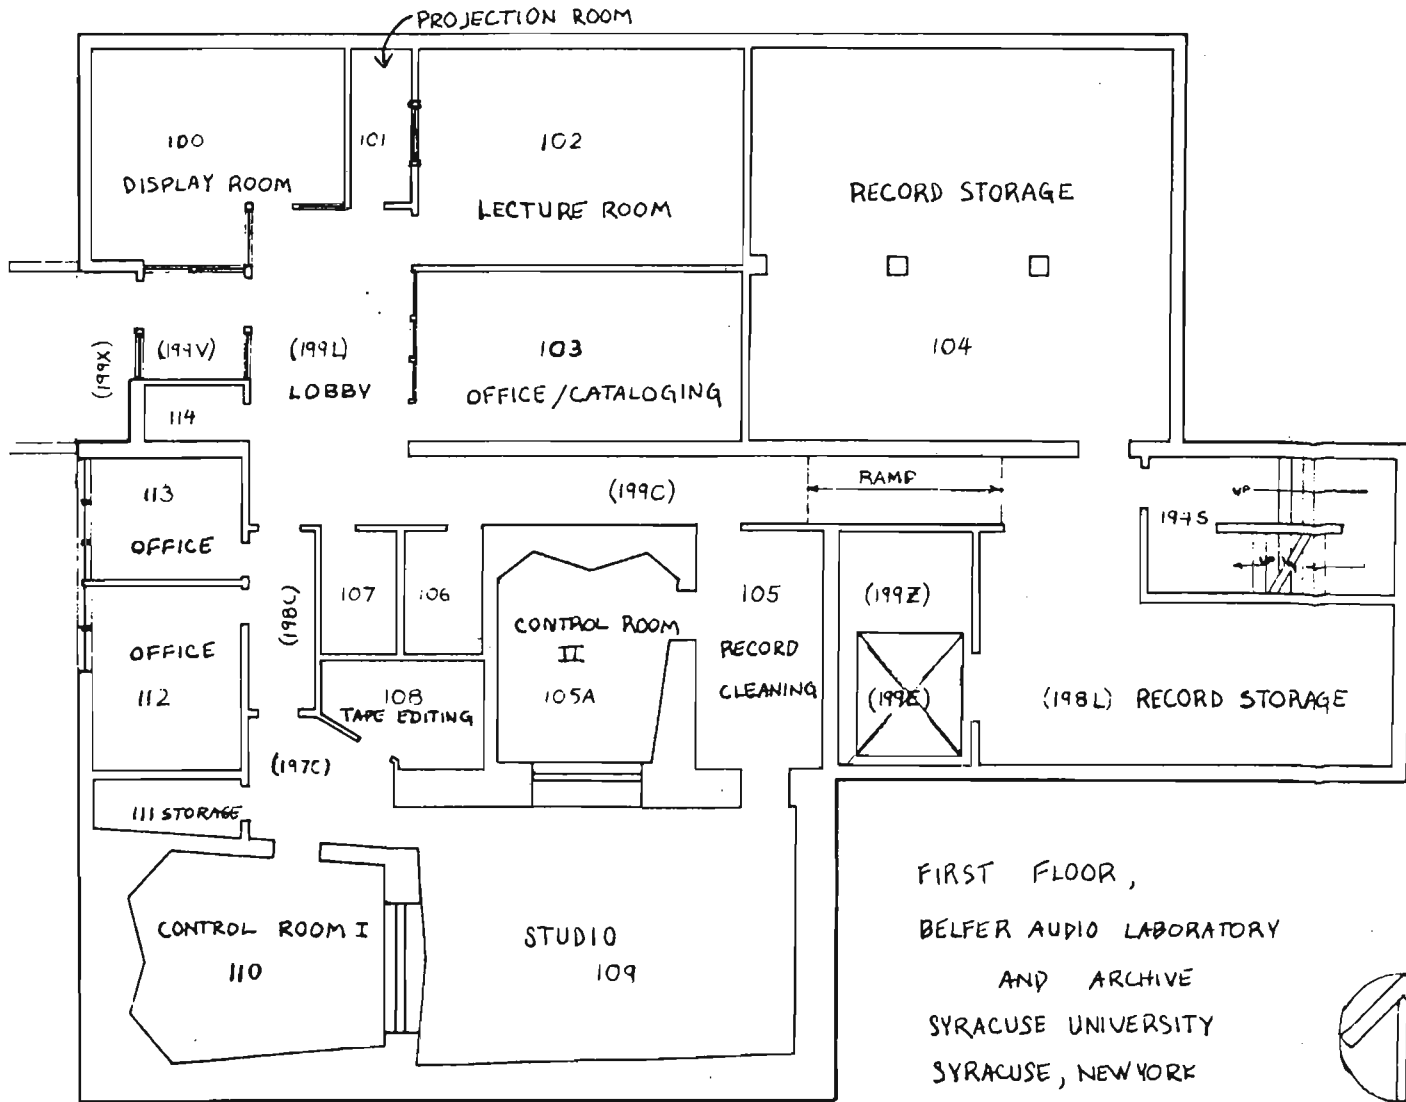 PROJECTION ROOM
100
DISPLAY ROOM
101
102
LECTURE ROOM
RECORD STORAGE
104
(199X)
(199V)
(199L)
LOBBY
103
OFFICE/CATALOGING
114
113
OFFICE
(199C)
RAMP
UP
197S
UP
OFFICE
112
(198C)
107
106
CONTROL ROOM
II
105A
105
RECORD
CLEANING
(199Z)
(199E)
(198L) RECORD STORAGE
108
TAPE EDITING
(197C)
111 STORAGE
CONTROL ROOM I
110
STUDIO
109
FIRST FLOOR,
BELFER AUDIO LABORATORY
AND ARCHIVE
SYRACUSE UNIVERSITY
SYRACUSE, NEW YORK